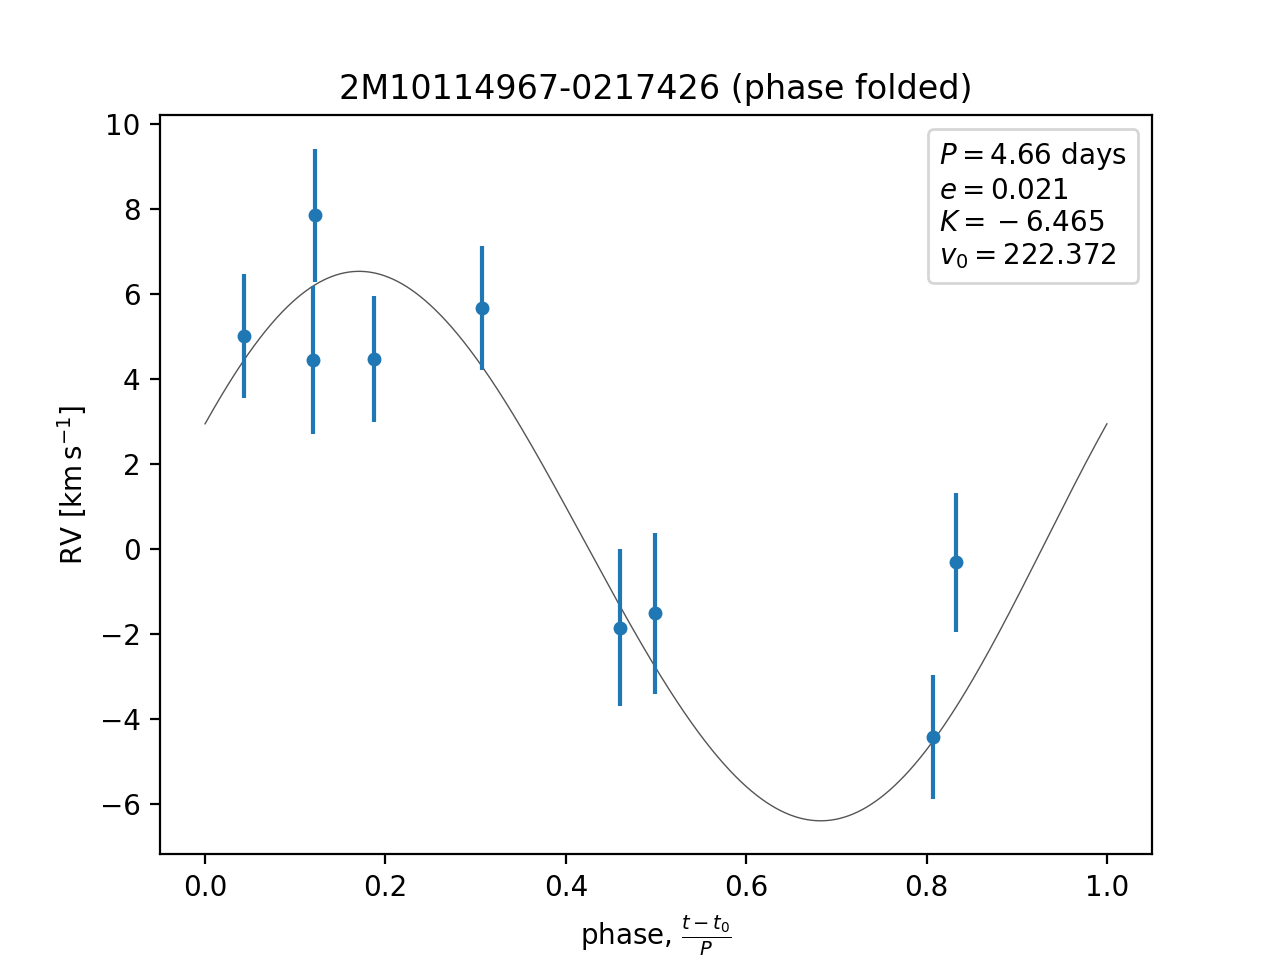 2M10114967-0217426 (phase folded)
P = 4.66 days
e = 0.021
K = −6.465
v₀ = 222.372
RV [km s⁻¹]
10
8
6
4
2
0
−2
−4
−6
0.0 0.2 0.4 0.6 0.8 1.0
phase, (t − t₀)/P